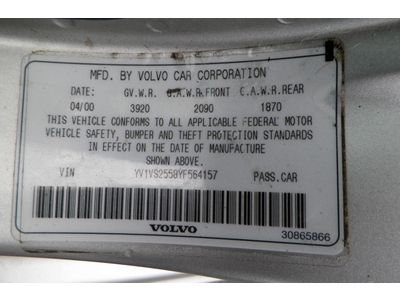 MFD. BY VOLVO CAR CORPORATION
DATE: GV.W.R. G.A.W.R.FRONT G.A.W.R.REAR
04/00 3920 2090 1870
THIS VEHICLE CONFORMS TO ALL APPLICABLE FEDERAL MOTOR
VEHICLE SAFETY, BUMPER AND THEFT PROTECTION STANDARDS
IN EFFECT ON THE DATE OF MANUFACTURE
SHOWN ABOVE.
VIN YV1VS2559YF564157 PASS.CAR
VOLVO
30865866